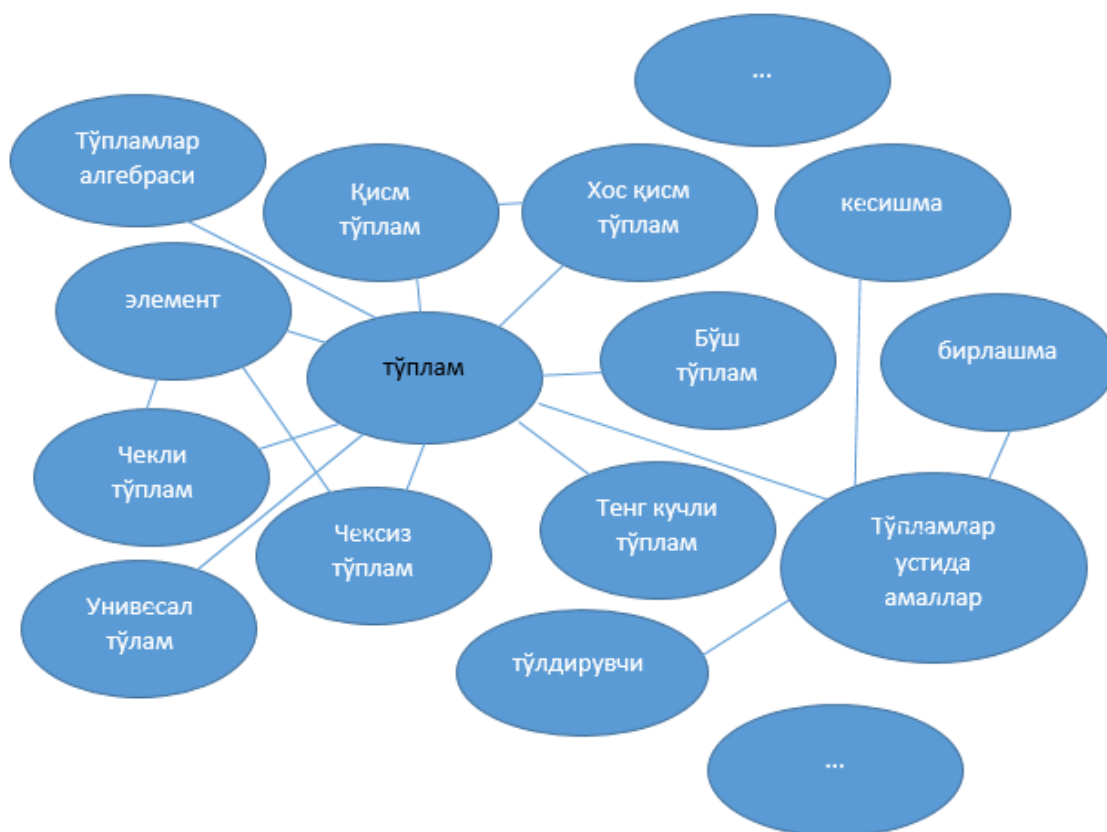 ...
Тўпламлар
алгебраси
Қисм
тўплам
Хос қисм
тўплам
кесишма
элемент
тўплам
Бўш
тўплам
бирлашма
Чекли
тўплам
Чексиз
тўплам
Тенг кучли
тўплам
Тўпламлар
устида
амаллар
Унивесал
тўлам
тўлдирувчи
...